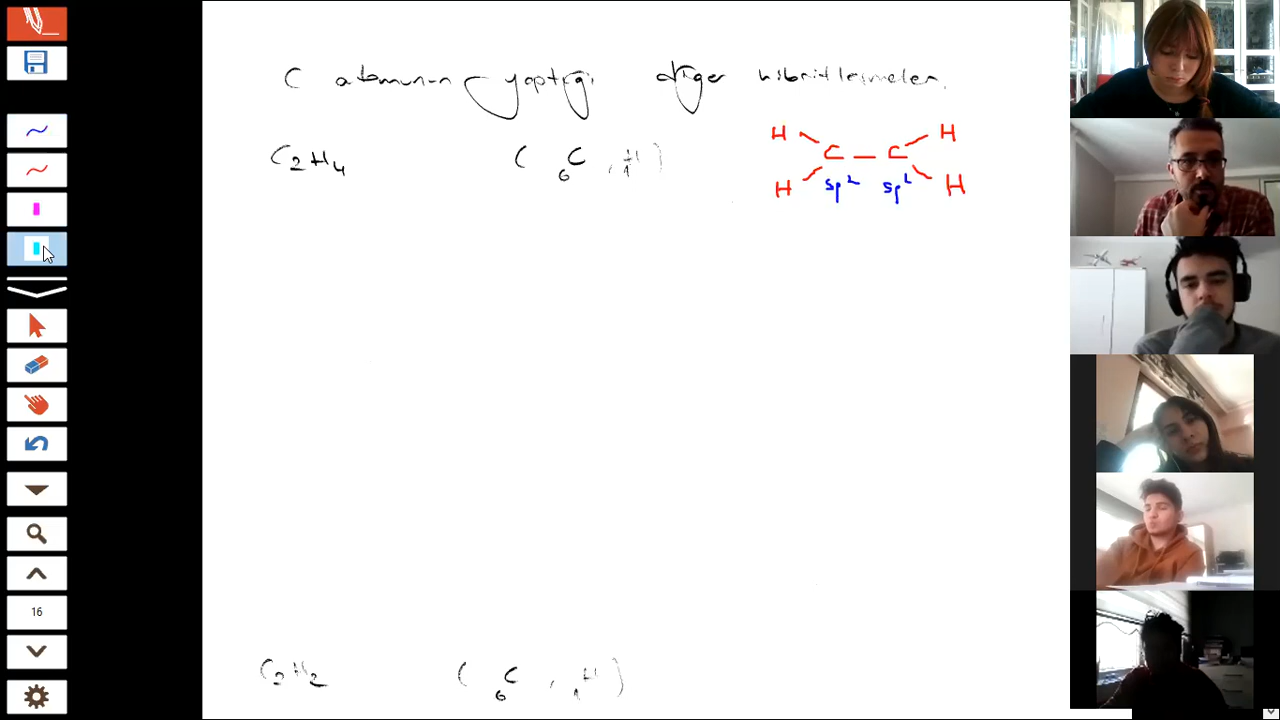 C atomunun yaptığı diğer hibritleşmeler.
C₂H₄ ( ₆C , ₁H )
H H
C — C
H sp² sp² H
16
C₂H₂ ( ₆C , ₁H )